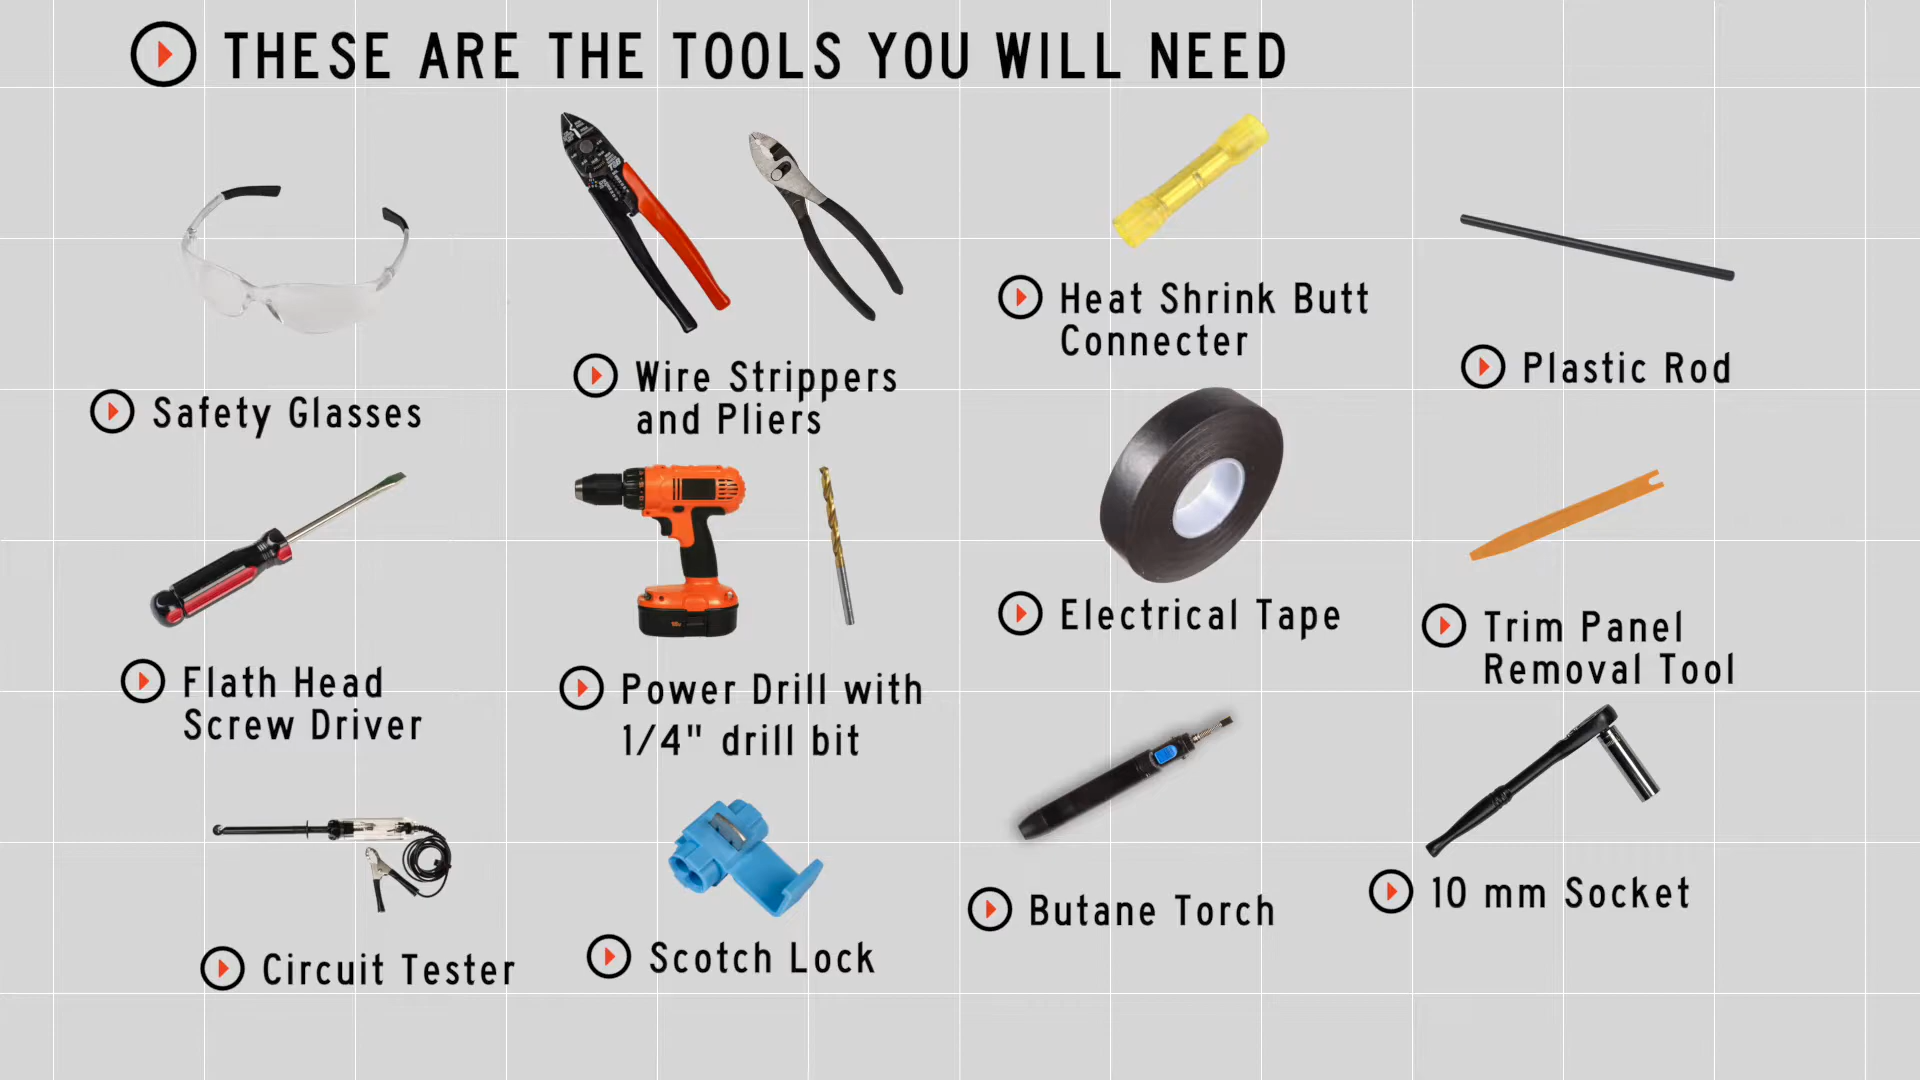 THESE ARE THE TOOLS YOU WILL NEED
Safety Glasses
Wire Strippers
and Pliers
Heat Shrink Butt
Connecter
Plastic Rod
Flath Head
Screw Driver
Power Drill with
1/4" drill bit
Electrical Tape
Trim Panel
Removal Tool
Circuit Tester
Scotch Lock
Butane Torch
10 mm Socket